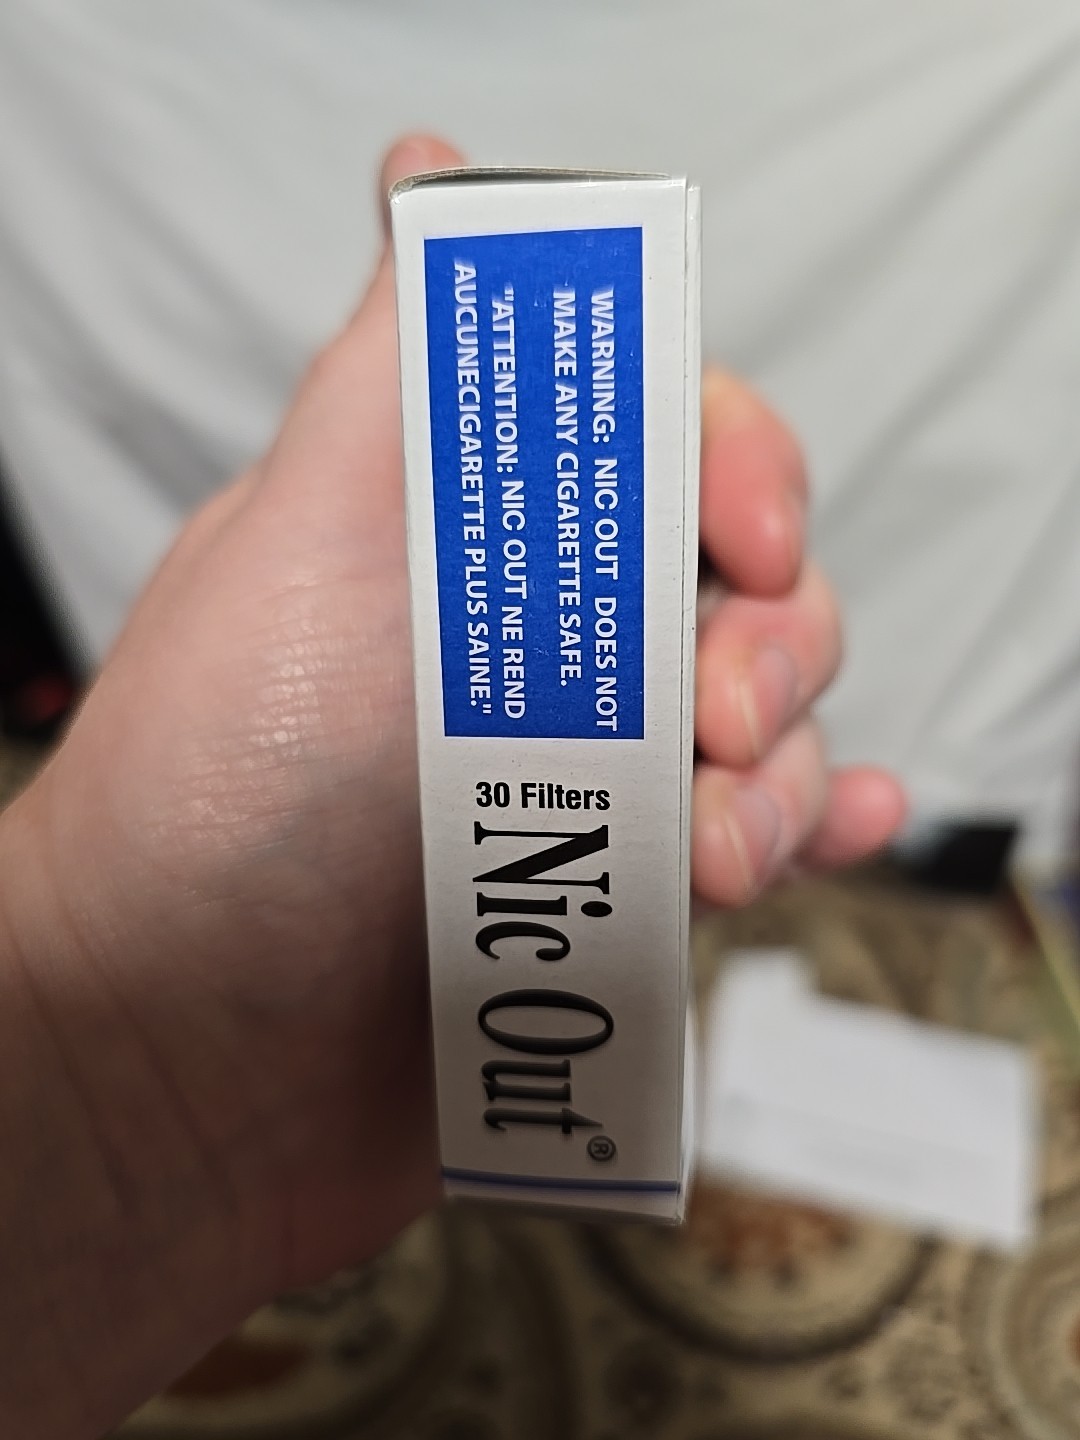 WARNING: NIC OUT DOES NOT
MAKE ANY CIGARETTE SAFE.
"ATTENTION: NIC OUT NE REND
AUCUNECIGARETTE PLUS SAINE."
30 Filters
Nic Out®